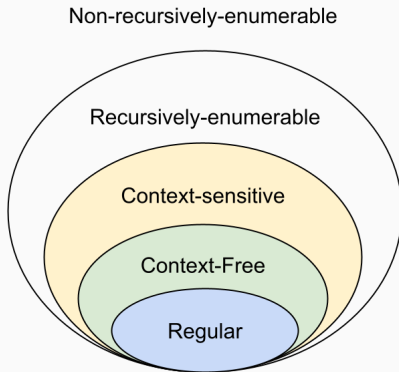 Non-recursively-enumerable
Recursively-enumerable
Context-sensitive
Context-Free
Regular